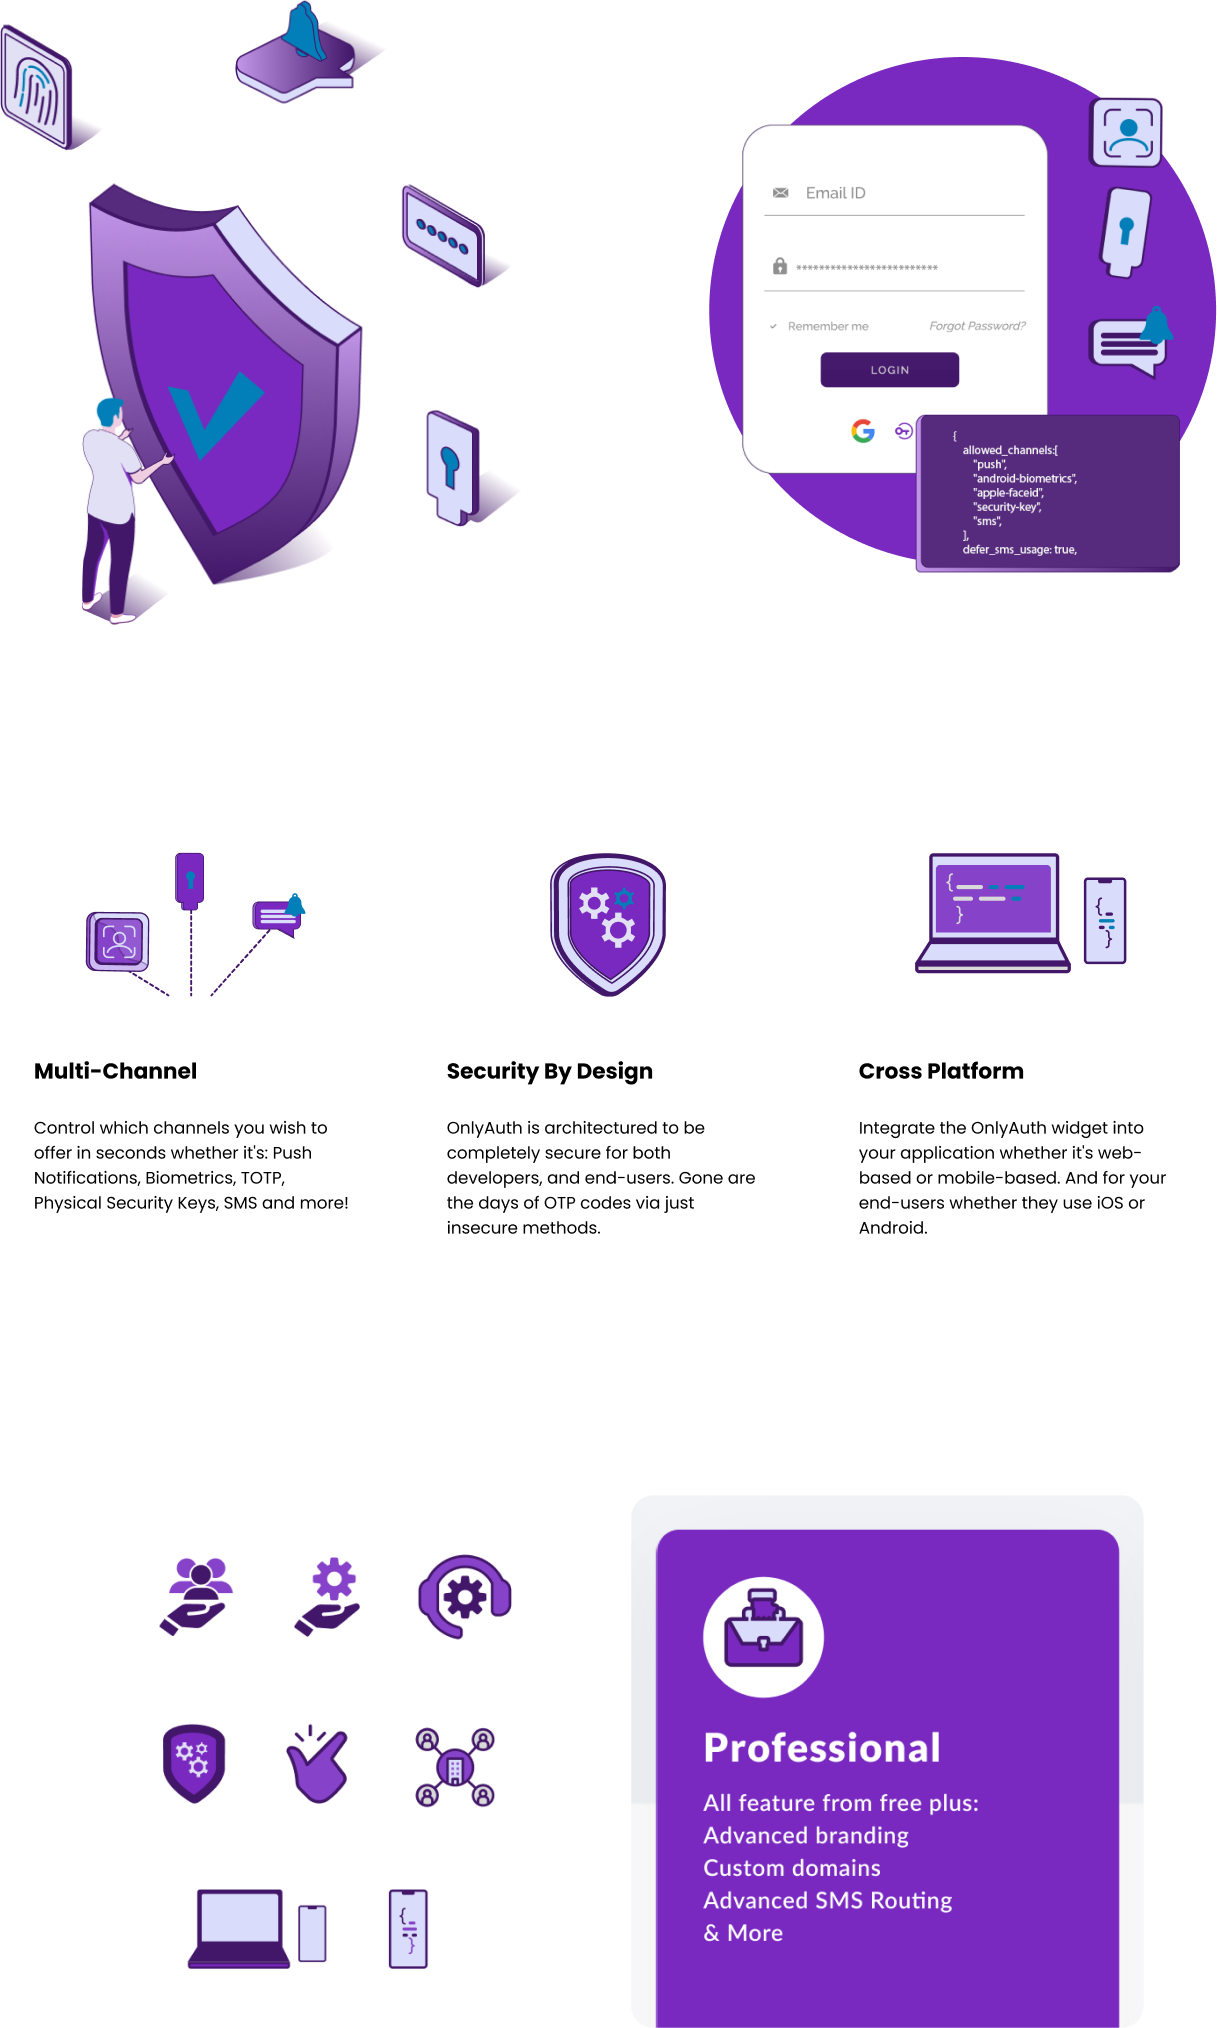 Email ID
*************************
Remember me
Forgot Password?
LOGIN
{
allowed_channels:[
"push",
"android-biometrics",
"apple-faceid",
"security-key",
"sms",
],
defer_sms_usage: true,
{
}
{
}
Multi-Channel
Control which channels you wish to
offer in seconds whether it's: Push
Notifications, Biometrics, TOTP,
Physical Security Keys, SMS and more!
Security By Design
OnlyAuth is architectured to be
completely secure for both
developers, and end-users. Gone are
the days of OTP codes via just
insecure methods.
Cross Platform
Integrate the OnlyAuth widget into
your application whether it's web-
based or mobile-based. And for your
end-users whether they use iOS or
Android.
{
}
Professional
All feature from free plus:
Advanced branding
Custom domains
Advanced SMS Routing
& More